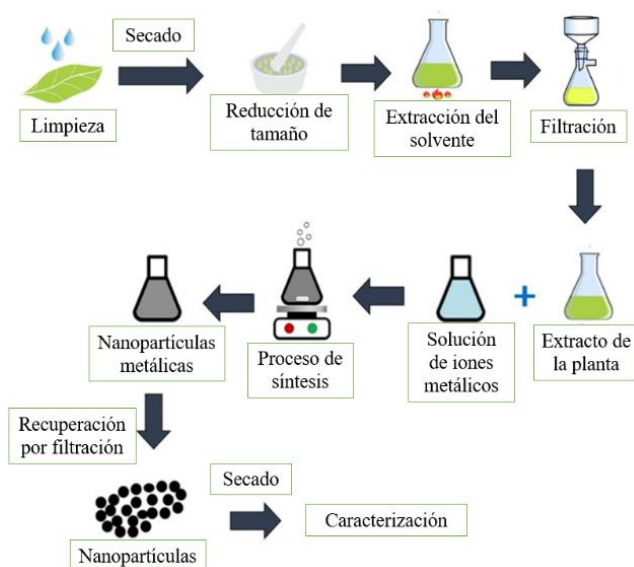 Secado
Limpieza
Reducción de
tamaño
Extracción del
solvente
Filtración
Extracto de
la planta
Solución
de iones
metálicos
Proceso de
síntesis
Nanopartículas
metálicas
Recuperación
por filtración
Nanopartículas
Secado
Caracterización